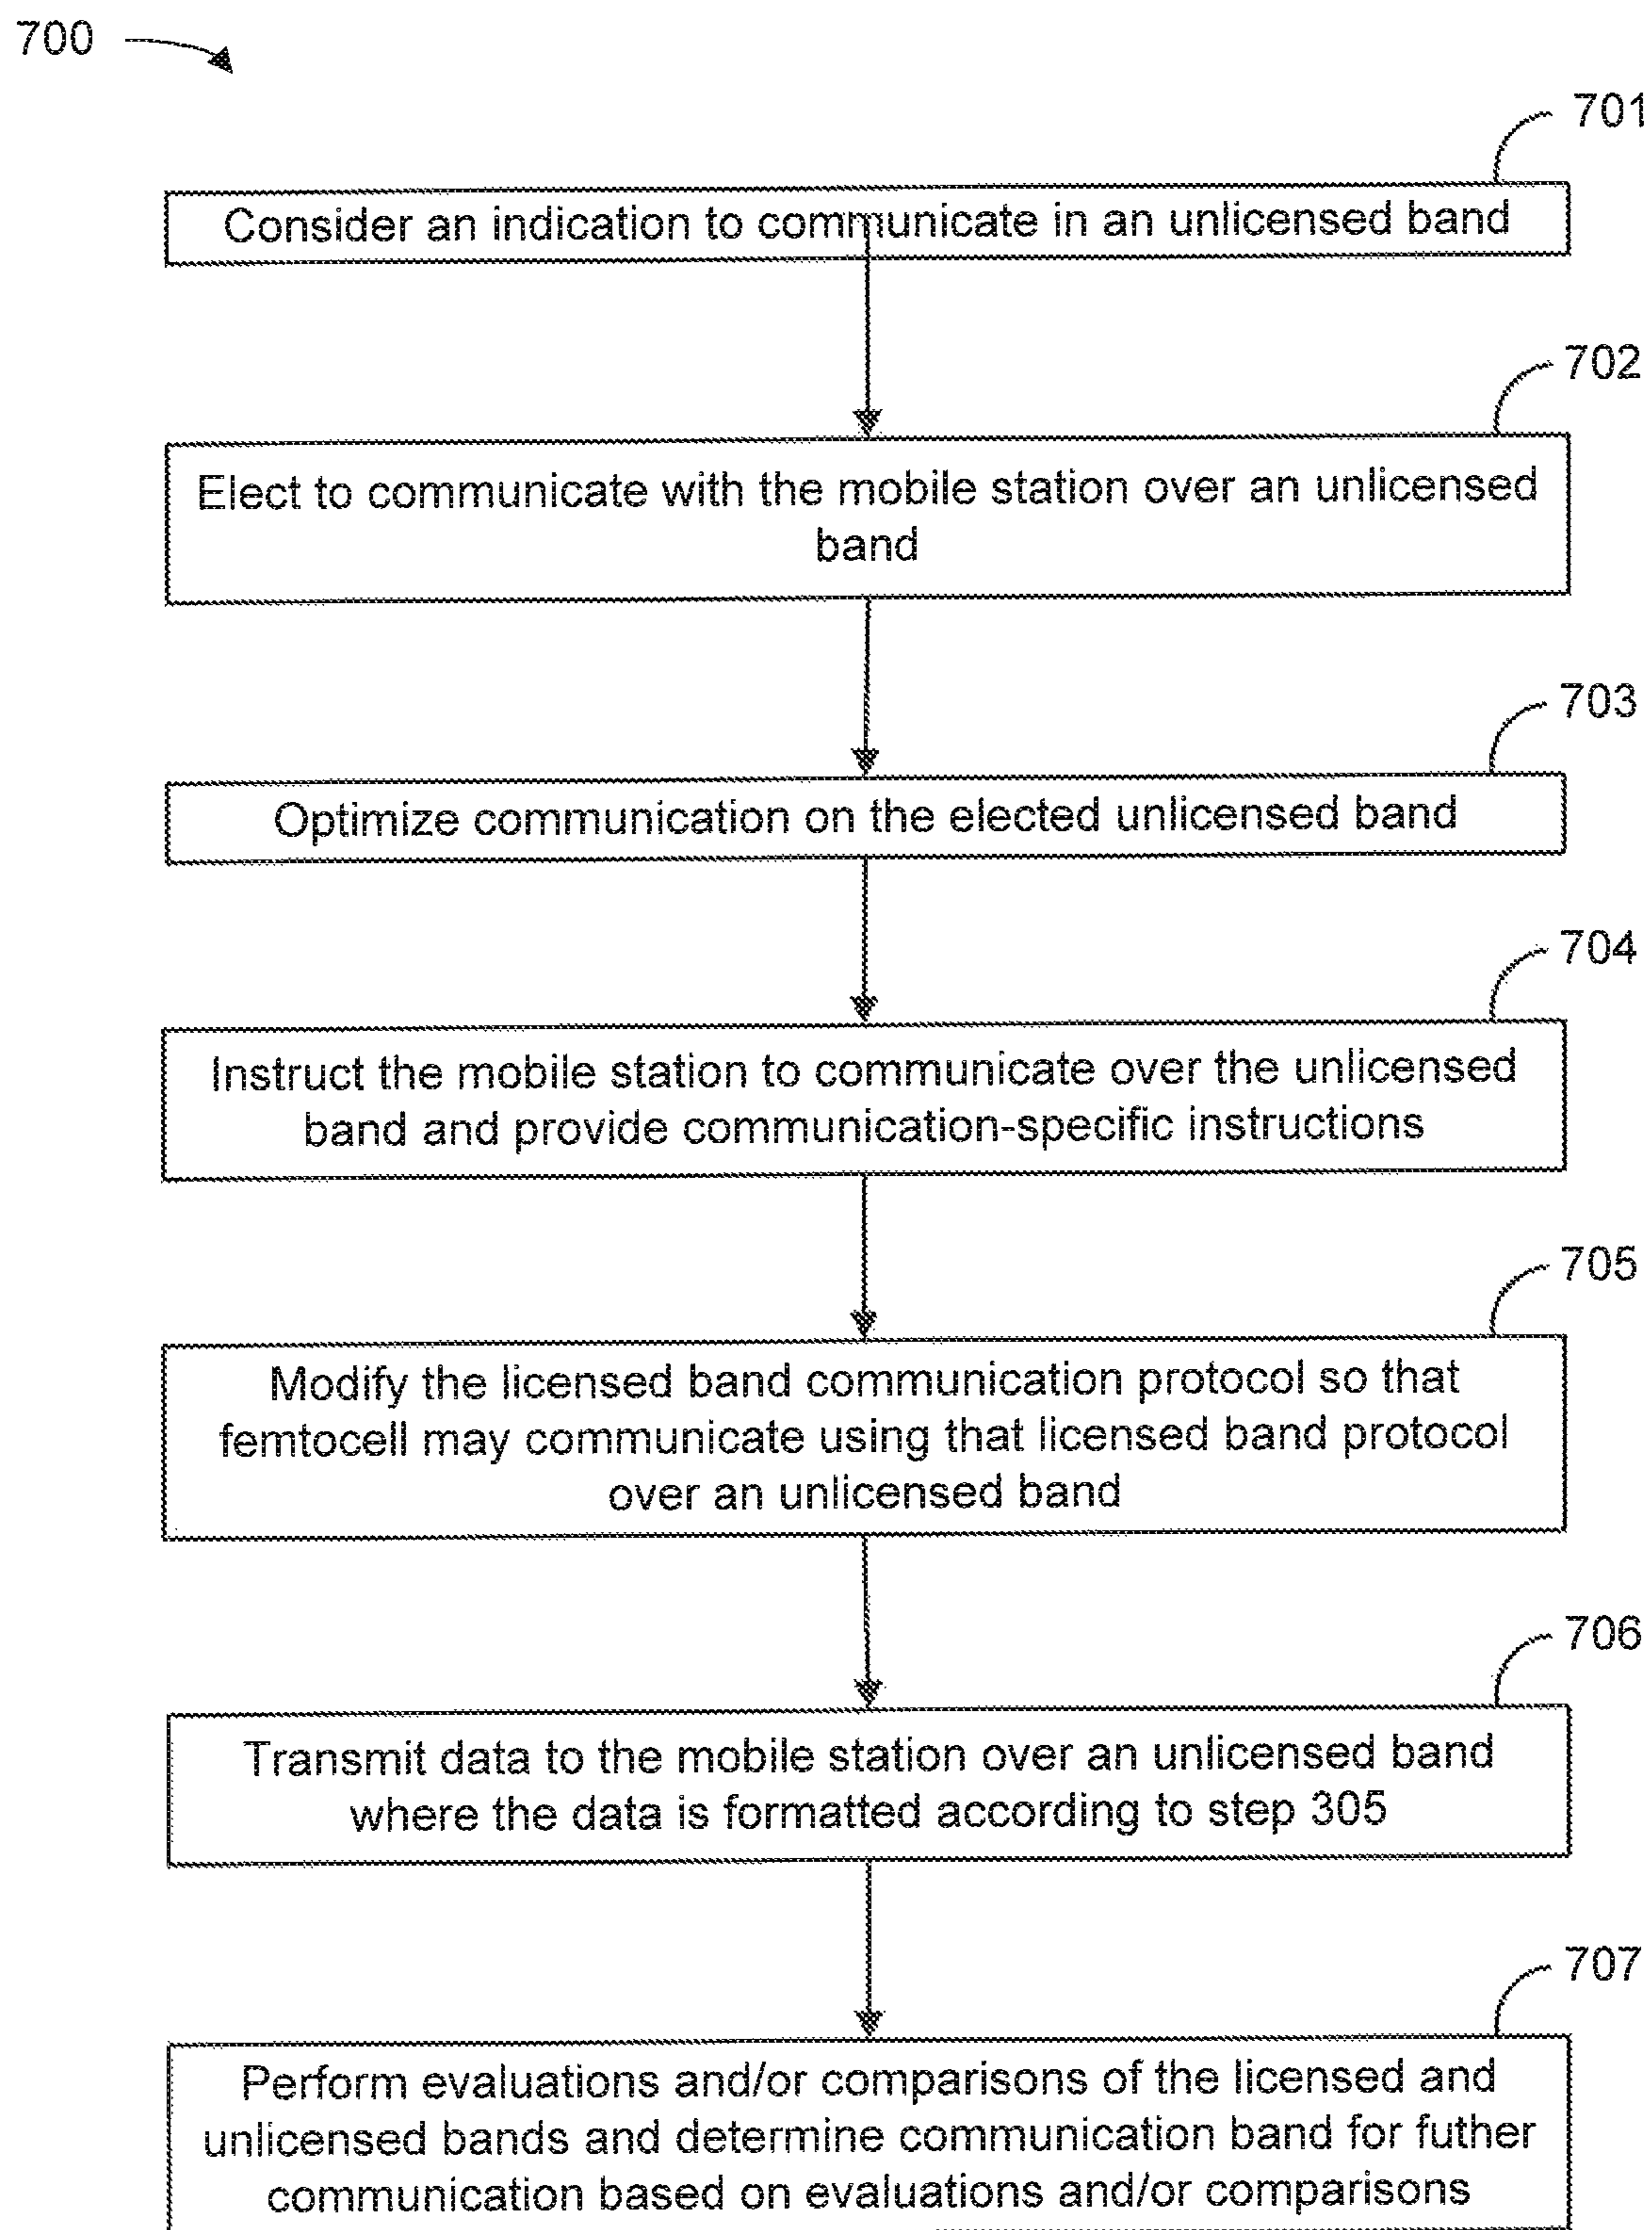 700
701
Consider an indication to communicate in an unlicensed band
702
Elect to communicate with the mobile station over an unlicensed
band
703
Optimize communication on the elected unlicensed band
704
Instruct the mobile station to communicate over the unlicensed
band and provide communication-specific instructions
705
Modify the licensed band communication protocol so that
femtocell may communicate using that licensed band protocol
over an unlicensed band
706
Transmit data to the mobile station over an unlicensed band
where the data is formatted according to step 305
707
Perform evaluations and/or comparisons of the licensed and
unlicensed bands and determine communication band for futher
communication based on evaluations and/or comparisons